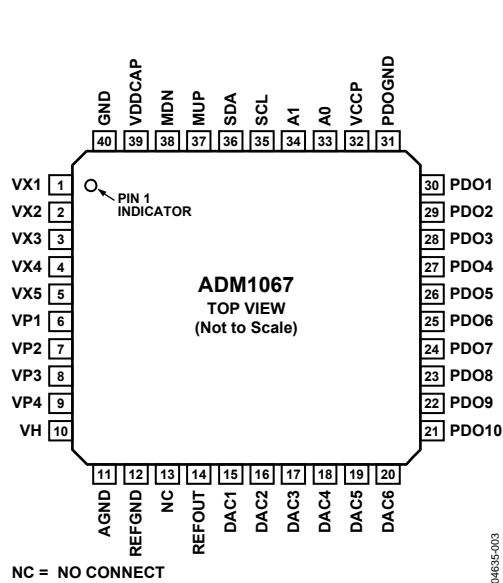 GND
VDDCAP
MDN
MUP
SDA
SCL
A1
A0
VCCP
PDOGND
40 39 38 37 36 35 34 33 32 31
VX1 1
VX2 2
VX3 3
VX4 4
VX5 5
VP1 6
VP2 7
VP3 8
VP4 9
VH 10
PIN 1
INDICATOR
ADM1067
TOP VIEW
(Not to Scale)
30 PDO1
29 PDO2
28 PDO3
27 PDO4
26 PDO5
25 PDO6
24 PDO7
23 PDO8
22 PDO9
21 PDO10
11 12 13 14 15 16 17 18 19 20
AGND
REFGND
NC
REFOUT
DAC1
DAC2
DAC3
DAC4
DAC5
DAC6
NC = NO CONNECT
04635-003